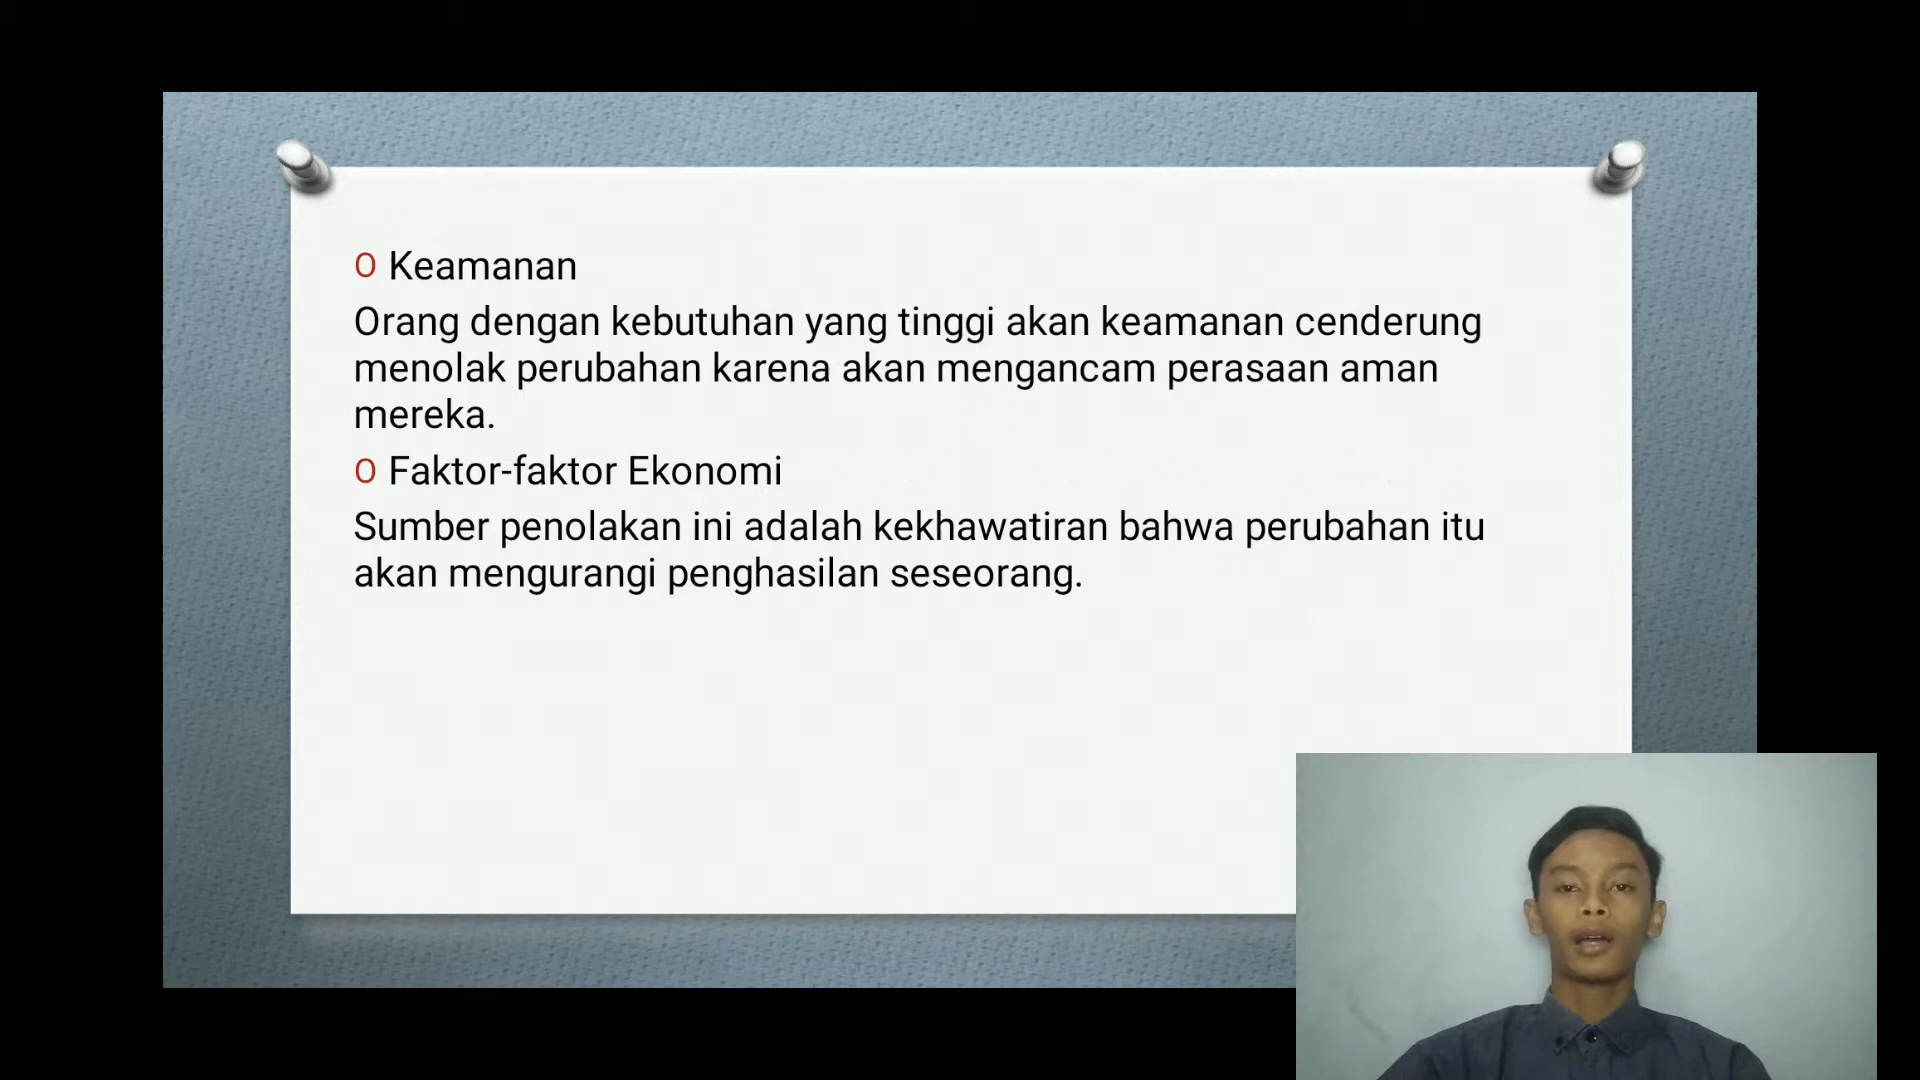 O Keamanan
Orang dengan kebutuhan yang tinggi akan keamanan cenderung
menolak perubahan karena akan mengancam perasaan aman
mereka.
O Faktor-faktor Ekonomi
Sumber penolakan ini adalah kekhawatiran bahwa perubahan itu
akan mengurangi penghasilan seseorang.